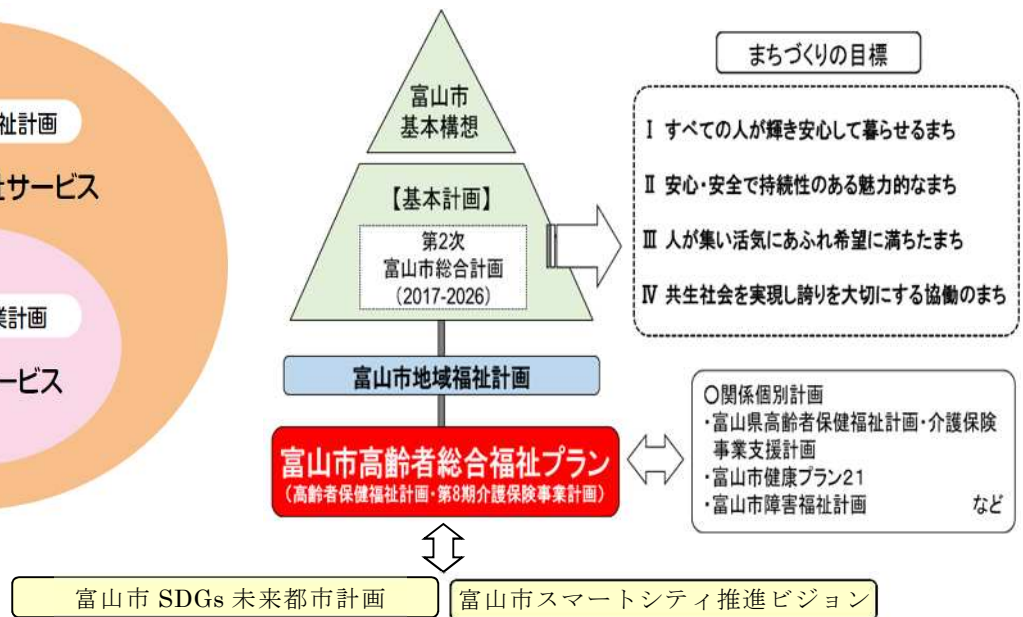 祉計画
サービス
業計画
ービス
富山市
基本構想
【基本計画】
第2次
富山市総合計画
(2017-2026)
まちづくりの目標
Ⅰ すべての人が輝き安心して暮らせるまち
Ⅱ 安心・安全で持続性のある魅力的なまち
Ⅲ 人が集い活気にあふれ希望に満ちたまち
Ⅳ 共生社会を実現し誇りを大切にする協働のまち
富山市地域福祉計画
富山市高齢者総合福祉プラン
(高齢者保健福祉計画・第8期介護保険事業計画)
○関係個別計画
・富山県高齢者保健福祉計画・介護保険
事業支援計画
・富山市健康プラン21
・富山市障害福祉計画 など
富山市 SDGs 未来都市計画
富山市スマートシティ推進ビジョン